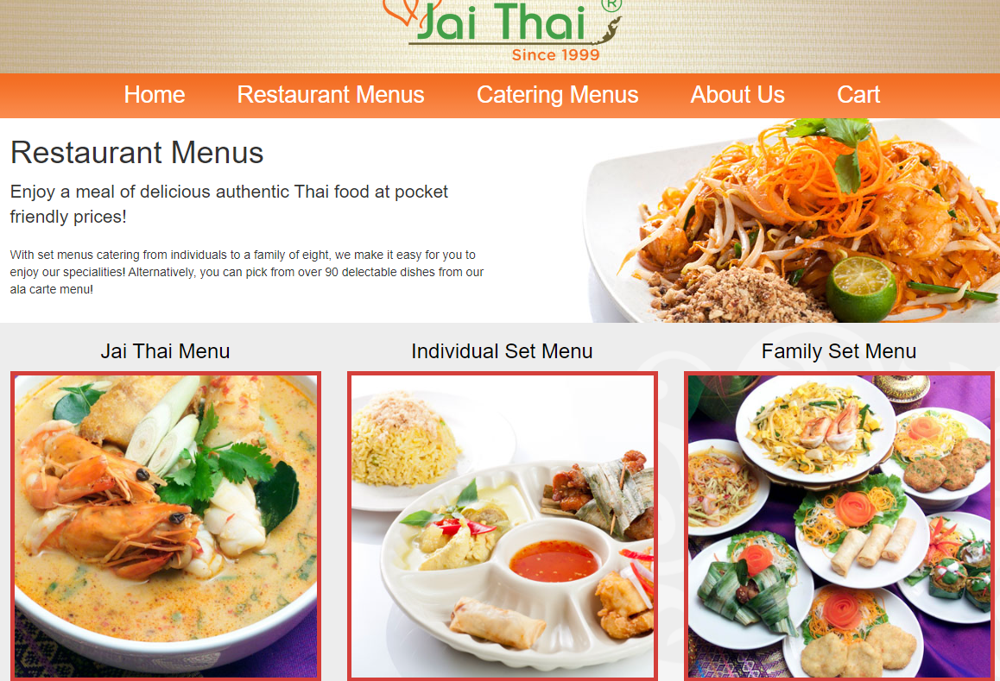 Jai Thai ®
Since 1999
Home Restaurant Menus Catering Menus About Us Cart
Restaurant Menus
Enjoy a meal of delicious authentic Thai food at pocket
friendly prices!
With set menus catering from individuals to a family of eight, we make it easy for you to
enjoy our specialities! Alternatively, you can pick from over 90 delectable dishes from our
ala carte menu!
Jai Thai Menu Individual Set Menu Family Set Menu